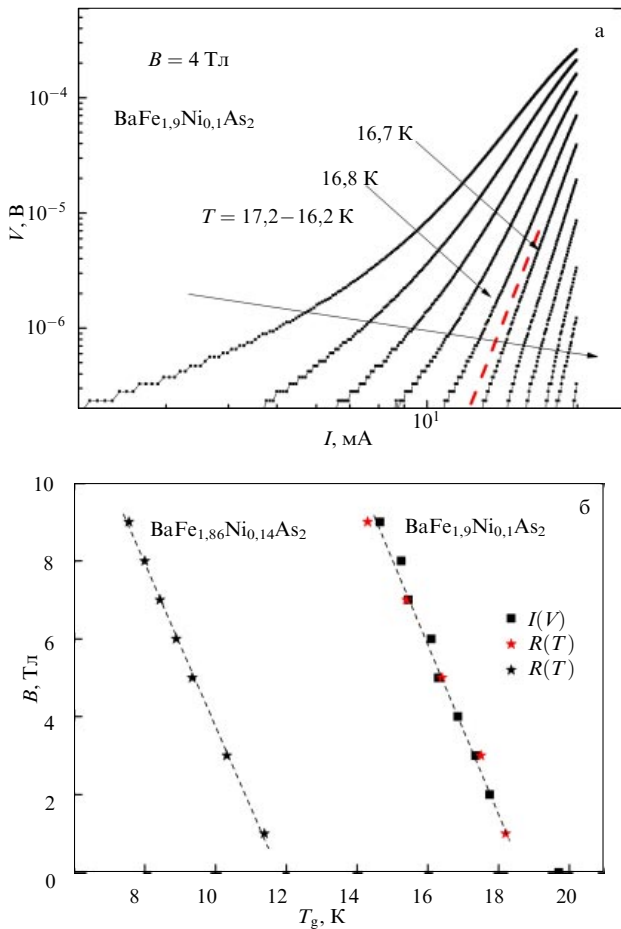 а
B = 4 Тл
10⁻⁴
BaFe₁,₉Ni₀,₁As₂
16,7 К
16,8 К
10⁻⁵
T = 17,2–16,2 К
V, В
10⁻⁶
10¹
I, мА
10
б
BaFe₁,₈₆Ni₀,₁₄As₂
BaFe₁,₉Ni₀,₁As₂
8
I(V)
R(T)
R(T)
6
B, Тл
4
2
0
8 10 12 14 16 18 20
T_g, К